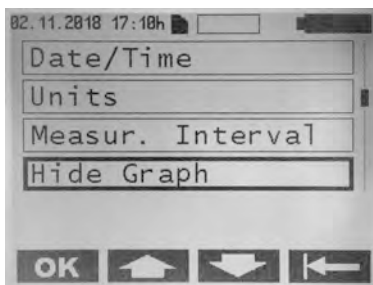 02.11.2018 17:10h
Date/Time
Units
Measur. Interval
Hide Graph
OK